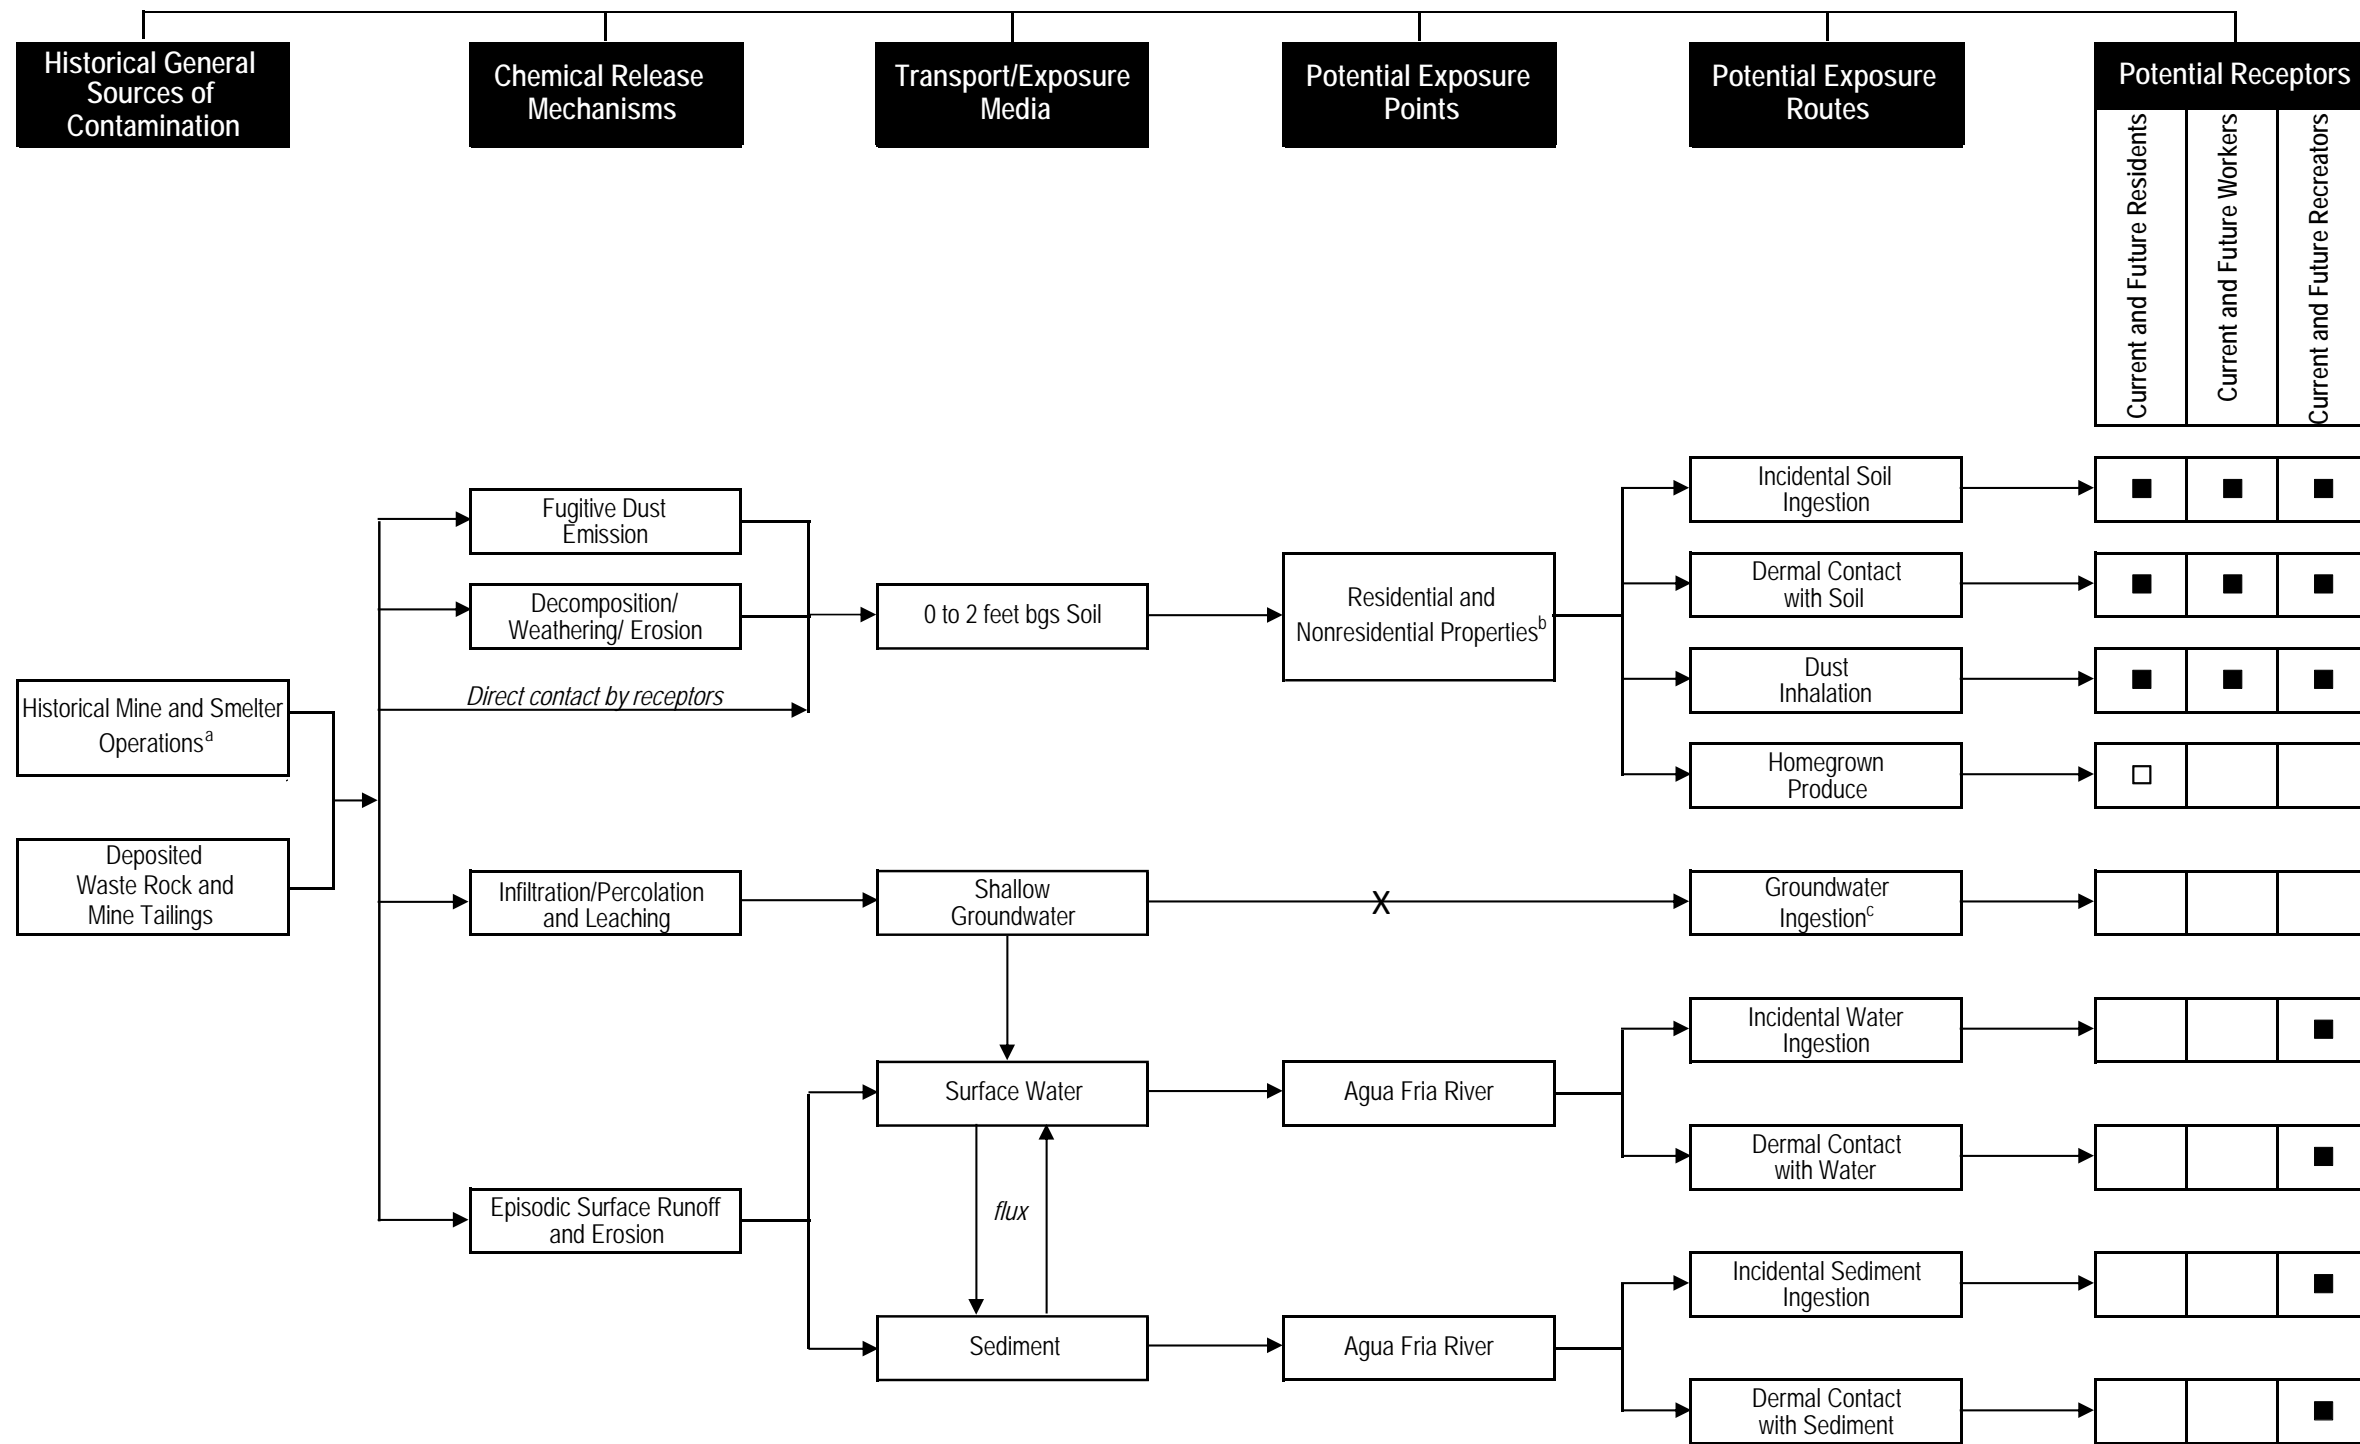 Historical General
Sources of
Contamination
Chemical Release
Mechanisms
Transport/Exposure
Media
Potential Exposure
Points
Potential Exposure
Routes
Potential Receptors
Current and Future Residents
Current and Future Workers
Current and Future Recreators
Historical Mine and Smelter
Operationsa
Deposited
Waste Rock and
Mine Tailings
Fugitive Dust
Emission
Decomposition/
Weathering/ Erosion
Direct contact by receptors
0 to 2 feet bgs Soil
Residential and
Nonresidential Propertiesb
Incidental Soil
Ingestion
Dermal Contact
with Soil
Dust
Inhalation
Homegrown
Produce
Infiltration/Percolation
and Leaching
Shallow
Groundwater
X
Groundwater
Ingestionc
Episodic Surface Runoff
and Erosion
Surface Water
flux
Sediment
Agua Fria River
Incidental Water
Ingestion
Dermal Contact
with Water
Agua Fria River
Incidental Sediment
Ingestion
Dermal Contact
with Sediment